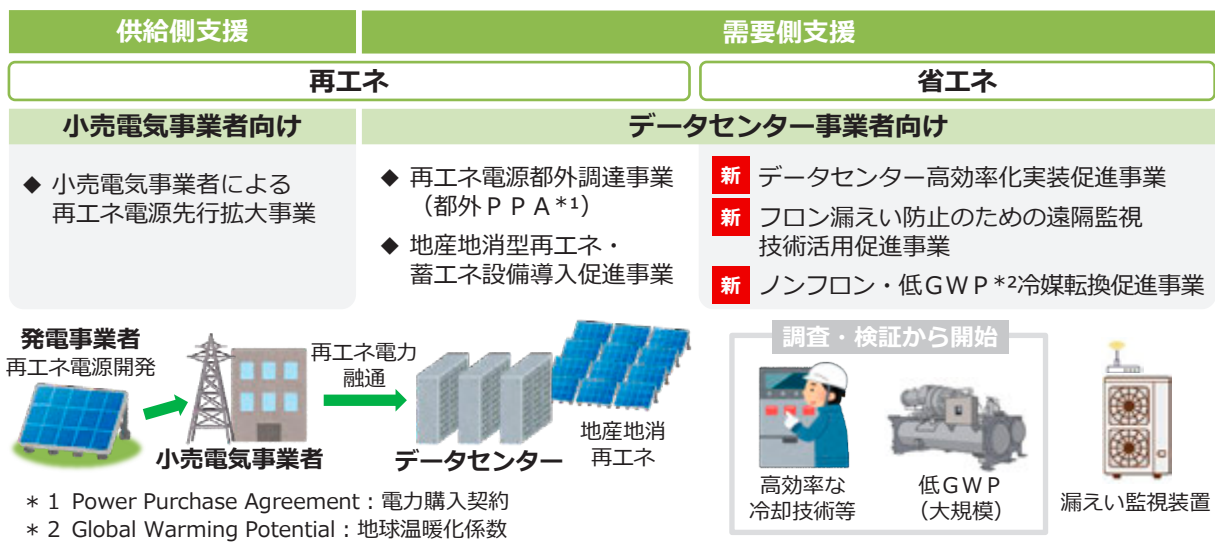 供給側支援
需要側支援
再エネ
省エネ
小売電気事業者向け
データセンター事業者向け
◆ 小売電気事業者による
再エネ電源先行拡大事業
◆ 再エネ電源都外調達事業
（都外ＰＰＡ*1）
◆ 地産地消型再エネ・
蓄エネ設備導入促進事業
新 データセンター高効率化実装促進事業
新 フロン漏えい防止のための遠隔監視
技術活用促進事業
新 ノンフロン・低ＧＷＰ*2冷媒転換促進事業
発電事業者
再エネ電源開発
小売電気事業者
再エネ電力
融通
データセンター
地産地消
再エネ
調査・検証から開始
高効率な
冷却技術等
低ＧＷＰ
（大規模）
漏えい監視装置
＊1 Power Purchase Agreement：電力購入契約
＊2 Global Warming Potential：地球温暖化係数